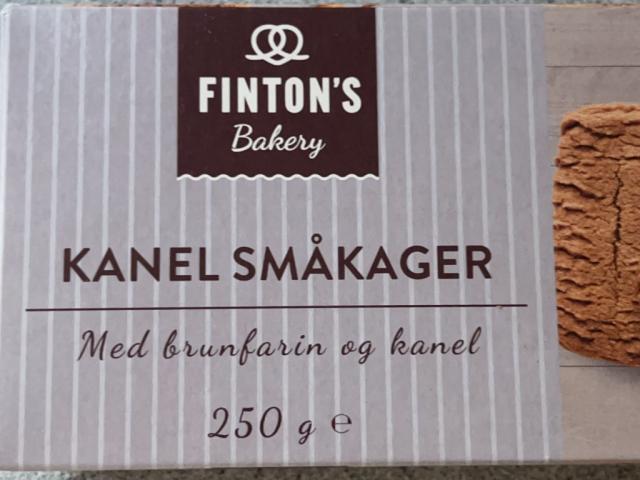 FINTON'S
Bakery
KANEL SMÅKAGER
Med brunfarin og kanel
250 g ℮